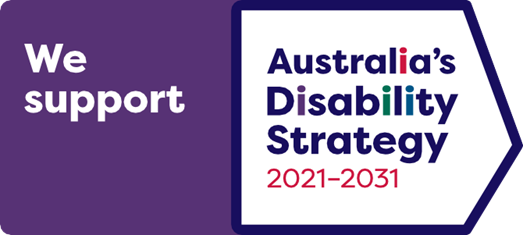 We
support
Australia's
Disability
Strategy
2021–2031